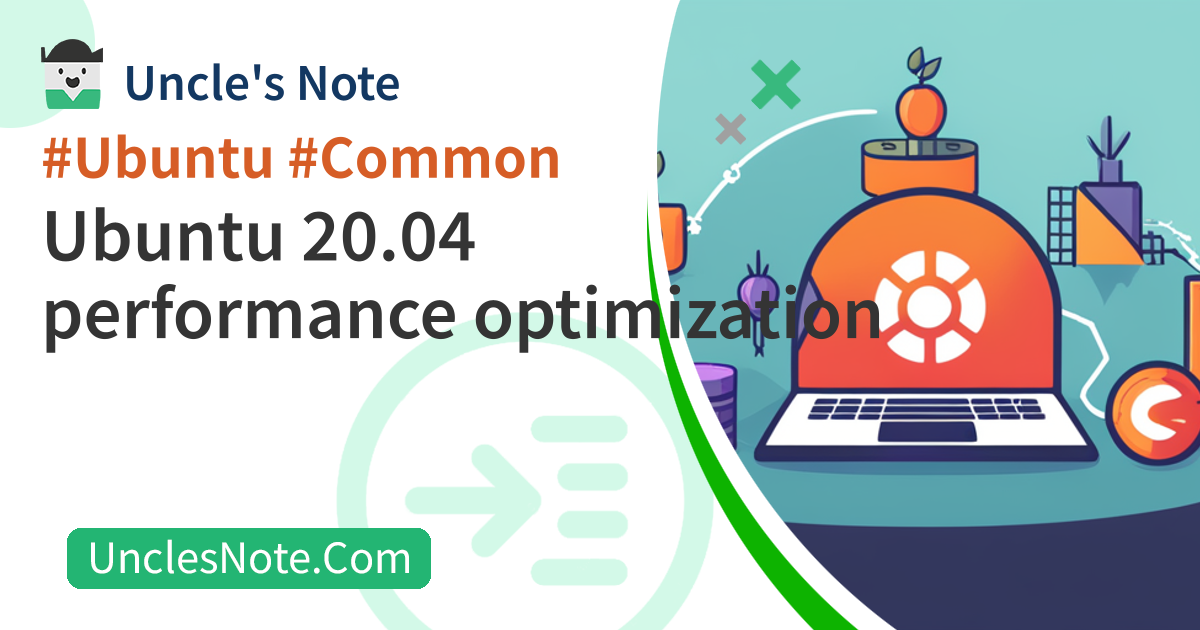 Uncle's Note
#Ubuntu #Common
Ubuntu 20.04
performance optimization
UnclesNote.Com